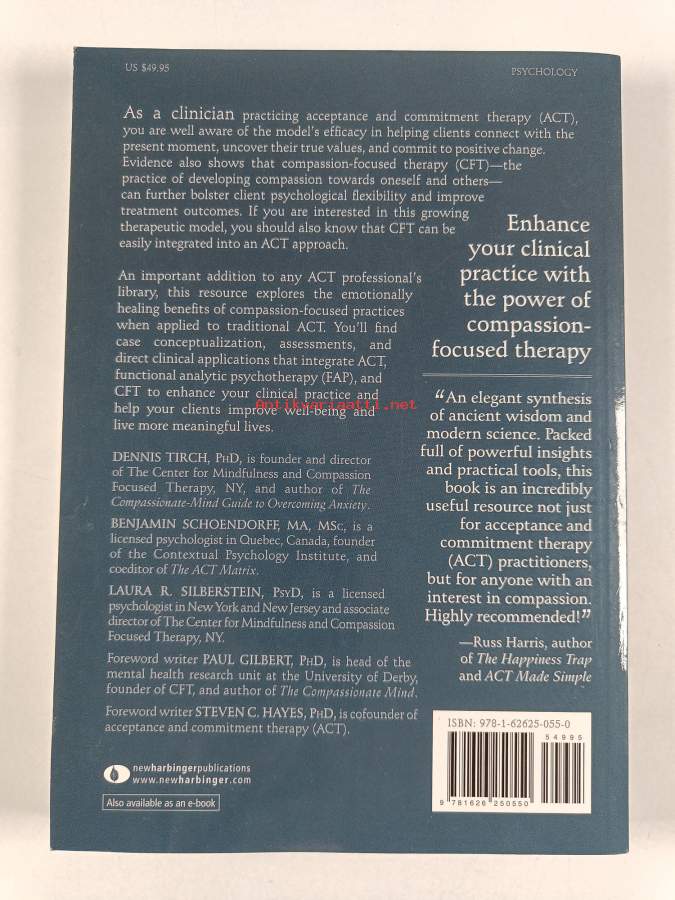 US $49.95
PSYCHOLOGY
As a clinician practicing acceptance and commitment therapy (ACT),
you are well aware of the model's efficacy in helping clients connect with the
present moment, uncover their true values, and commit to positive change.
Evidence also shows that compassion-focused therapy (CFT)—the
practice of developing compassion towards oneself and others—
can further bolster client psychological flexibility and improve
treatment outcomes. If you are interested in this growing
therapeutic model, you should also know that CFT can be
easily integrated into an ACT approach.
An important addition to any ACT professional's
library, this resource explores the emotionally
healing benefits of compassion-focused practices
when applied to traditional ACT. You'll find
case conceptualization, assessments, and
direct clinical applications that integrate ACT,
functional analytic psychotherapy (FAP), and
CFT to enhance your clinical practice and
help your clients improve well-being and
live more meaningful lives.
Antikvariaatti.net
DENNIS TIRCH, PHD, is founder and director
of The Center for Mindfulness and Compassion
Focused Therapy, NY, and author of The
Compassionate-Mind Guide to Overcoming Anxiety.
BENJAMIN SCHOENDORFF, MA, MSC, is a
licensed psychologist in Quebec, Canada, founder
of the Contextual Psychology Institute, and
coeditor of The ACT Matrix.
LAURA R. SILBERSTEIN, PSYD, is a licensed
psychologist in New York and New Jersey and associate
director of The Center for Mindfulness and Compassion
Focused Therapy, NY.
Foreword writer PAUL GILBERT, PHD, is head of the
mental health research unit at the University of Derby,
founder of CFT, and author of The Compassionate Mind.
Foreword writer STEVEN C. HAYES, PHD, is cofounder of
acceptance and commitment therapy (ACT).
newharbingerpublications
www.newharbinger.com
Also available as an e-book
Enhance
your clinical
practice with
the power of
compassion-
focused therapy
“An elegant synthesis
of ancient wisdom and
modern science. Packed
full of powerful insights
and practical tools, this
book is an incredibly
useful resource not just
for acceptance and
commitment therapy
(ACT) practitioners,
but for anyone with an
interest in compassion.
Highly recommended!”
—Russ Harris, author
of The Happiness Trap
and ACT Made Simple
ISBN: 978-1-62625-055-0
54995
9 781626 250550